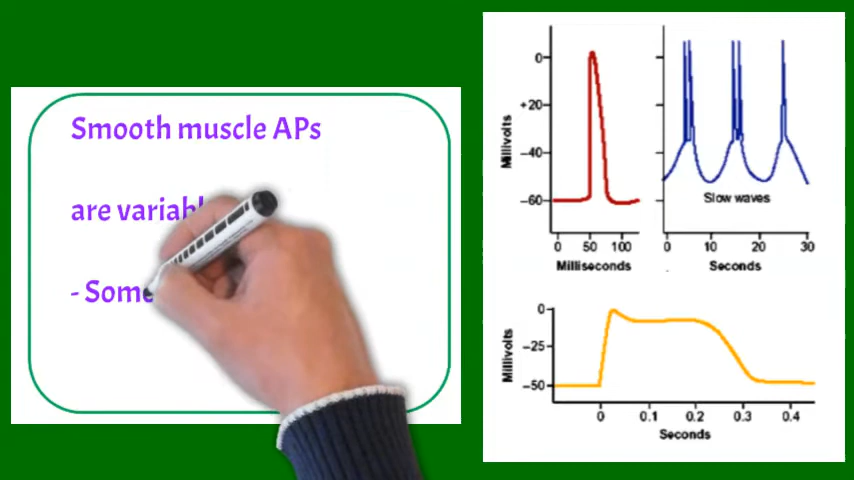 Smooth muscle APs
are variabl
- Some
Millivolts
0
+20
−40
−60
0
50
100
Milliseconds
Slow waves
0
10
20
30
Seconds
Millivolts
0
−25
−50
0
0.1
0.2
0.3
0.4
Seconds